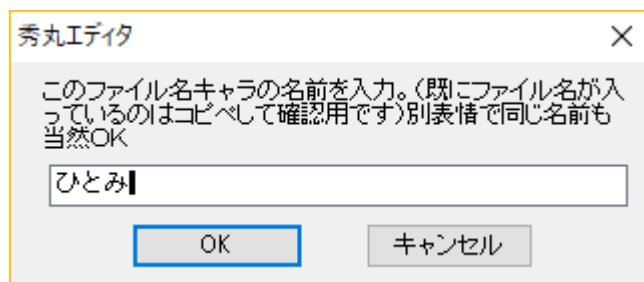 秀丸エディタ
このファイル名キャラの名前を入力。(既にファイル名が入
っているのはコピペして確認用です)別表情で同じ名前も
当然OK
ひとみ
OK
キャンセル